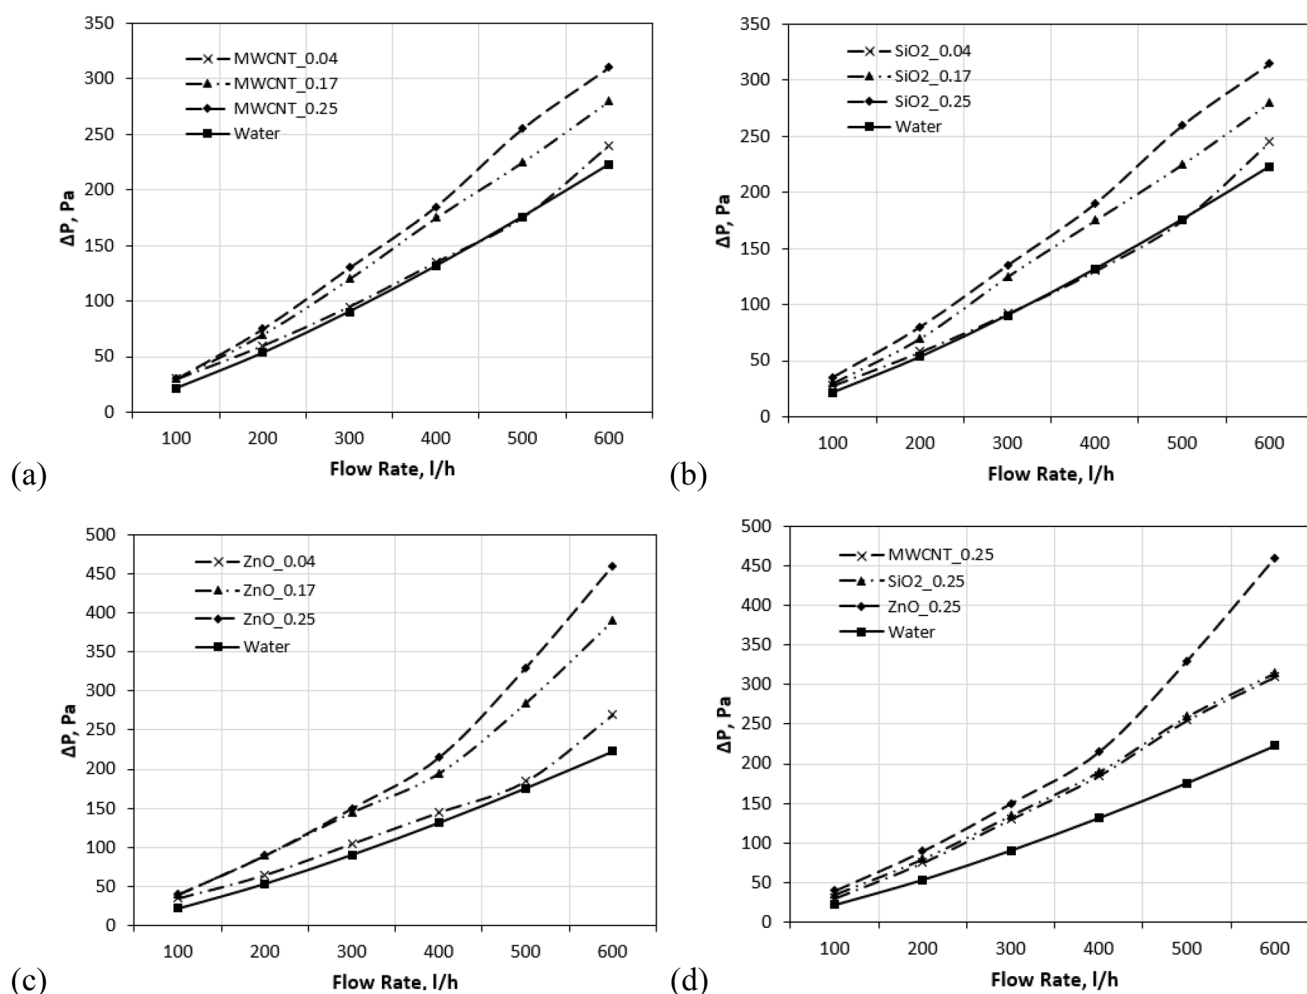 350
300
250
200
150
100
50
0
ΔP, Pa
MWCNT_0.04
MWCNT_0.17
MWCNT_0.25
Water
100 200 300 400 500 600
Flow Rate, l/h
(a)
350
300
250
200
150
100
50
0
ΔP, Pa
SiO2_0.04
SiO2_0.17
SiO2_0.25
Water
100 200 300 400 500 600
Flow Rate, l/h
(b)
500
450
400
350
300
250
200
150
100
50
0
ΔP, Pa
ZnO_0.04
ZnO_0.17
ZnO_0.25
Water
100 200 300 400 500 600
Flow Rate, l/h
(c)
500
450
400
350
300
250
200
150
100
50
0
ΔP, Pa
MWCNT_0.25
SiO2_0.25
ZnO_0.25
Water
100 200 300 400 500 600
Flow Rate, l/h
(d)